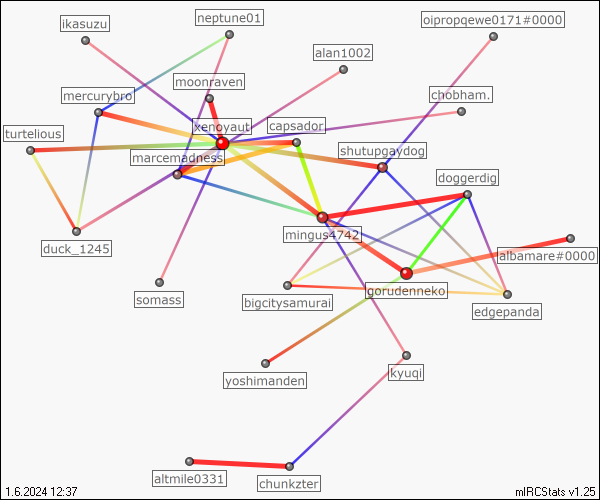 neptune01
ikasuzu
oipropqewe0171#0000
alan1002
moonraven
mercurybro
chobham.
xenoyaut
capsador
turtelious
marcemadness
shutupgaydog
doggerdig
mingus4742
duck_1245
albamare#0000
somass
gorudenneko
bigcitysamurai
edgepanda
yoshimanden
kyuqi
altmile0331
chunkzter
1.6.2024 12:37
mIRCStats v1.25